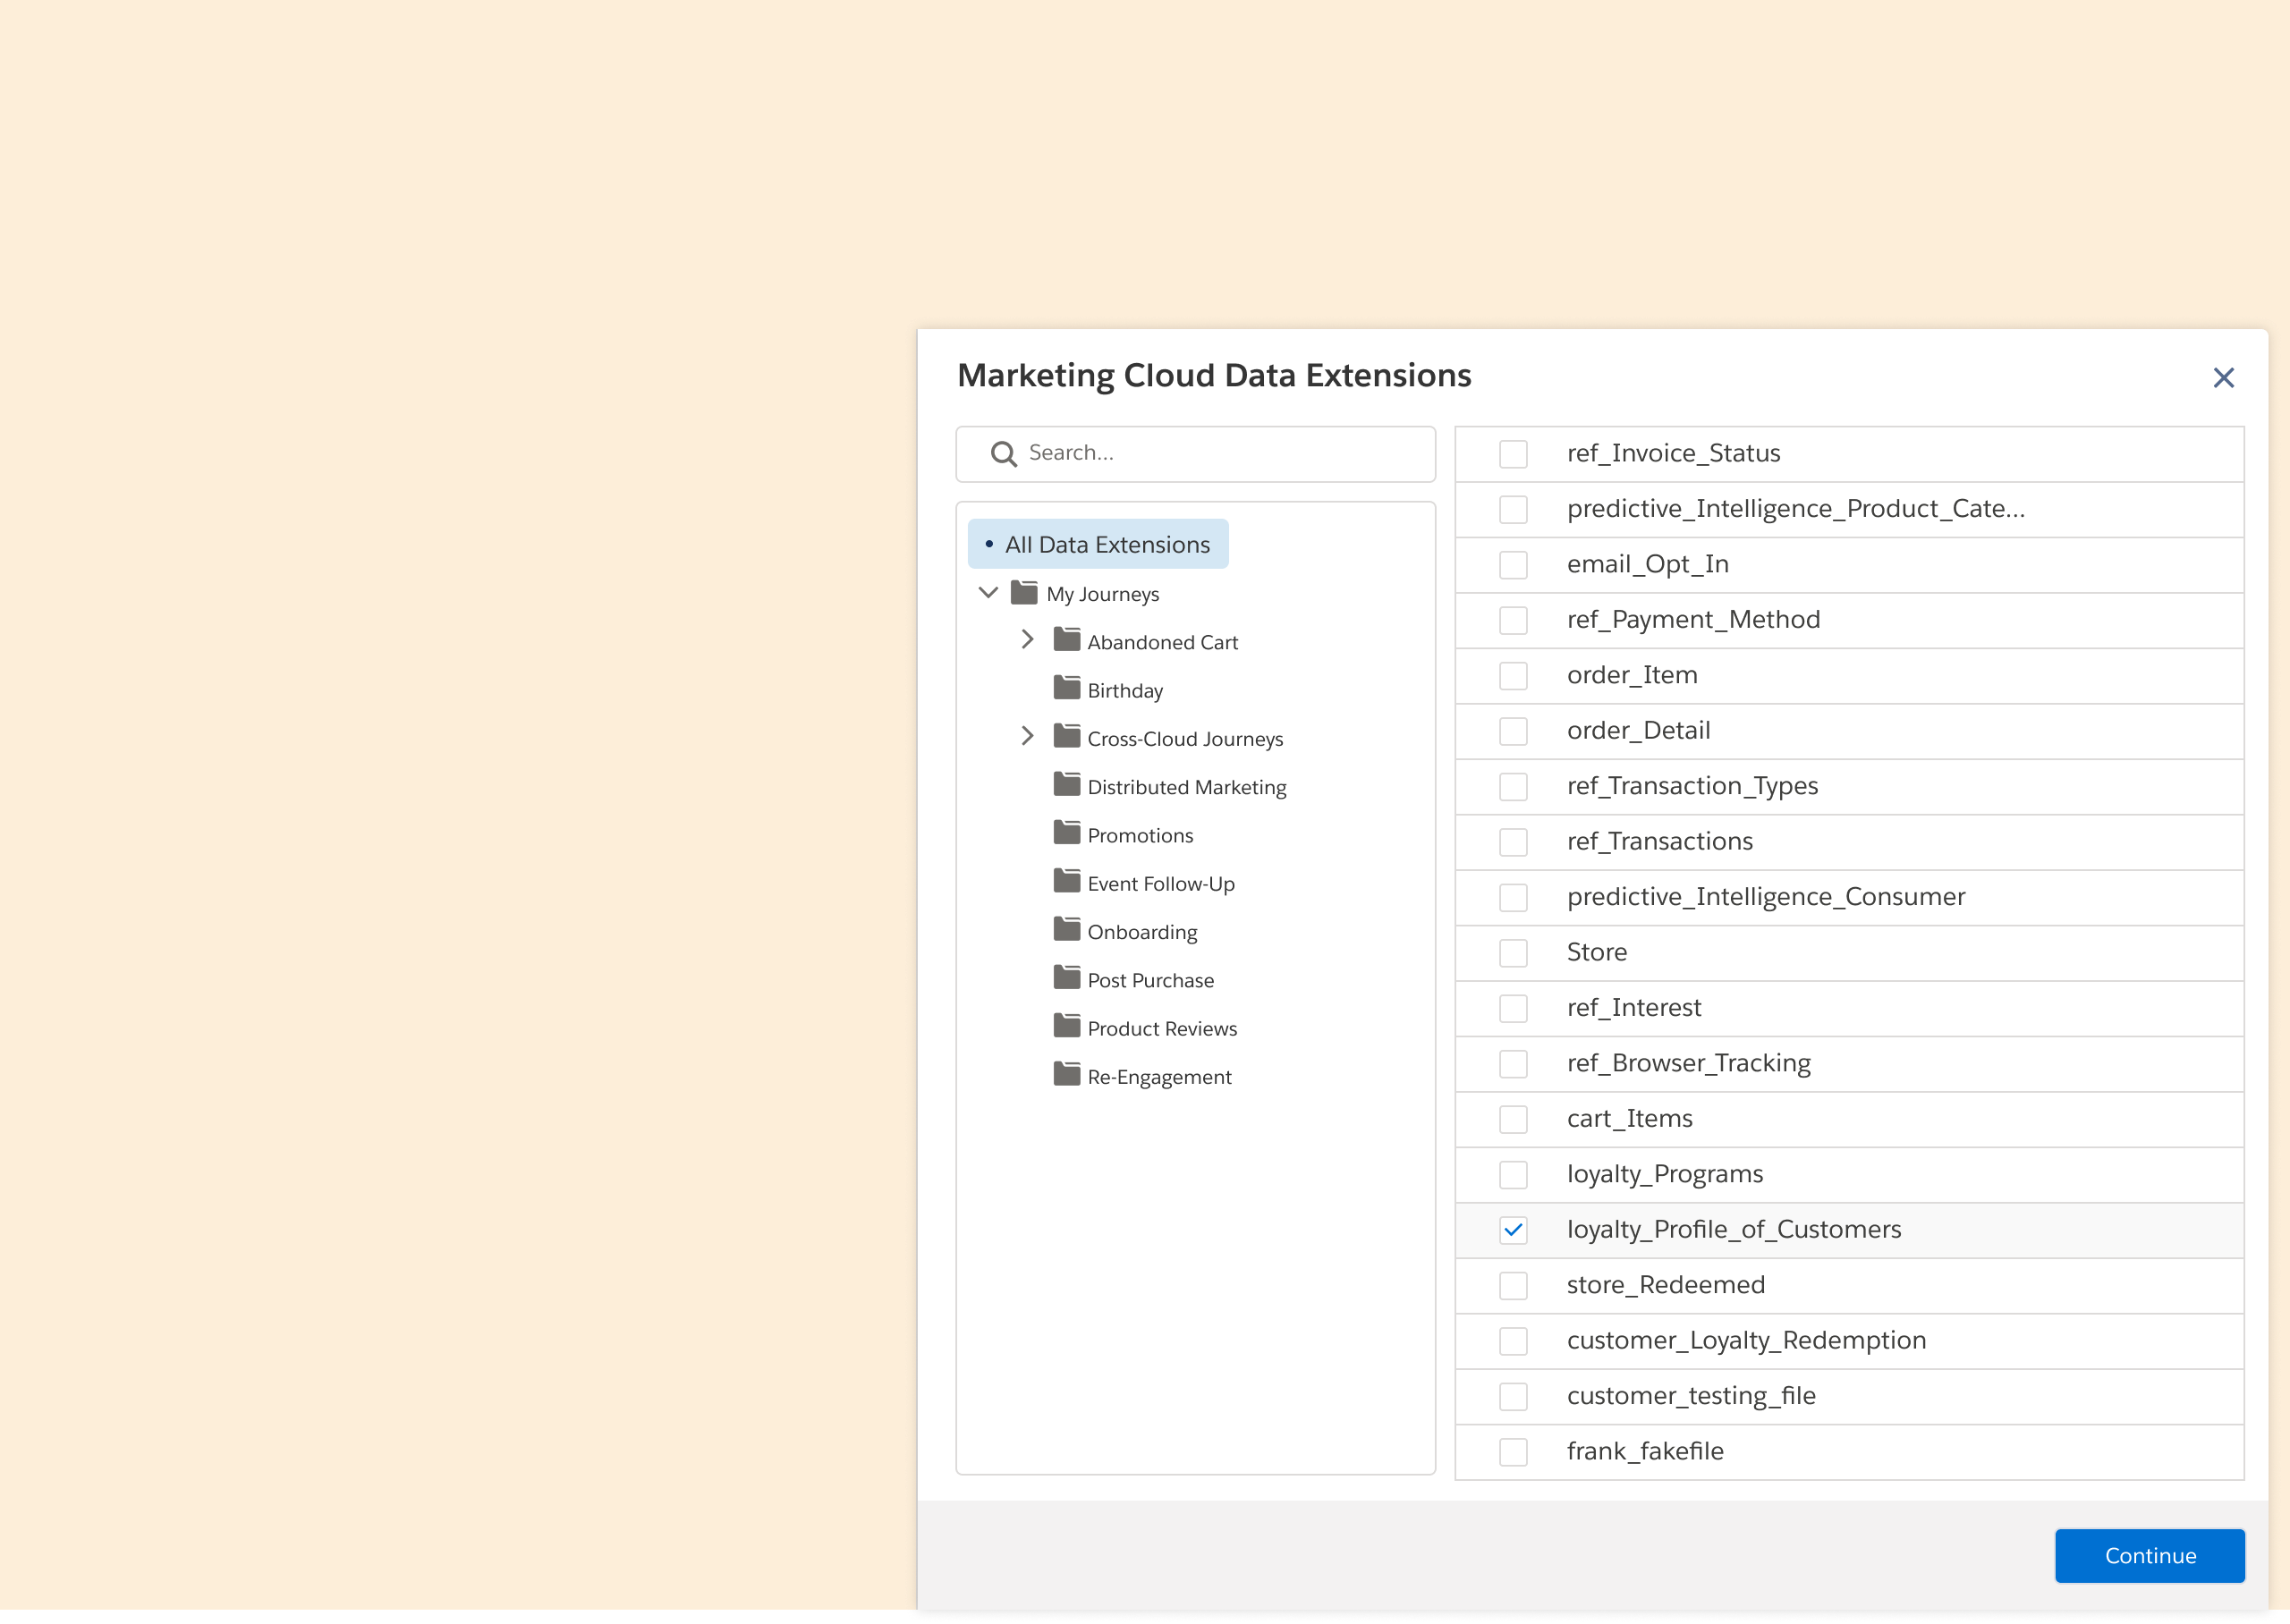 Marketing Cloud Data Extensions
Search...
All Data Extensions
My Journeys
Abandoned Cart
Birthday
Cross-Cloud Journeys
Distributed Marketing
Promotions
Event Follow-Up
Onboarding
Post Purchase
Product Reviews
Re-Engagement
ref_Invoice_Status
predictive_Intelligence_Product_Cate...
email_Opt_In
ref_Payment_Method
order_Item
order_Detail
ref_Transaction_Types
ref_Transactions
predictive_Intelligence_Consumer
Store
ref_Interest
ref_Browser_Tracking
cart_Items
loyalty_Programs
loyalty_Profile_of_Customers
store_Redeemed
customer_Loyalty_Redemption
customer_testing_file
frank_fakefile
Continue